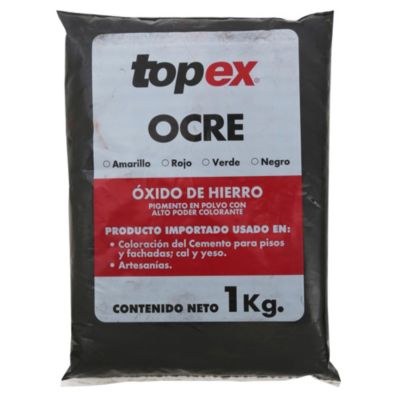 topex®
OCRE
○ Amarillo ○ Rojo ○ Verde ○ Negro
ÓXIDO DE HIERRO
PIGMENTO EN POLVO CON
ALTO PODER COLORANTE
PRODUCTO IMPORTADO USADO EN:
• Coloración del Cemento para pisos
y fachadas; cal y yeso.
• Artesanías.
CONTENIDO NETO 1Kg.